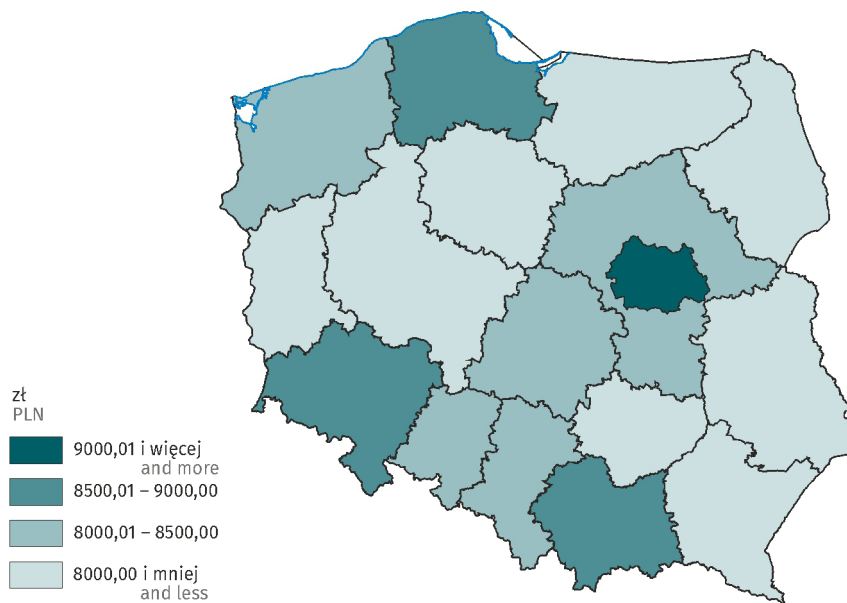 zł
PLN
9000,01 i więcej
and more
8500,01 – 9000,00
8000,01 – 8500,00
8000,00 i mniej
and less